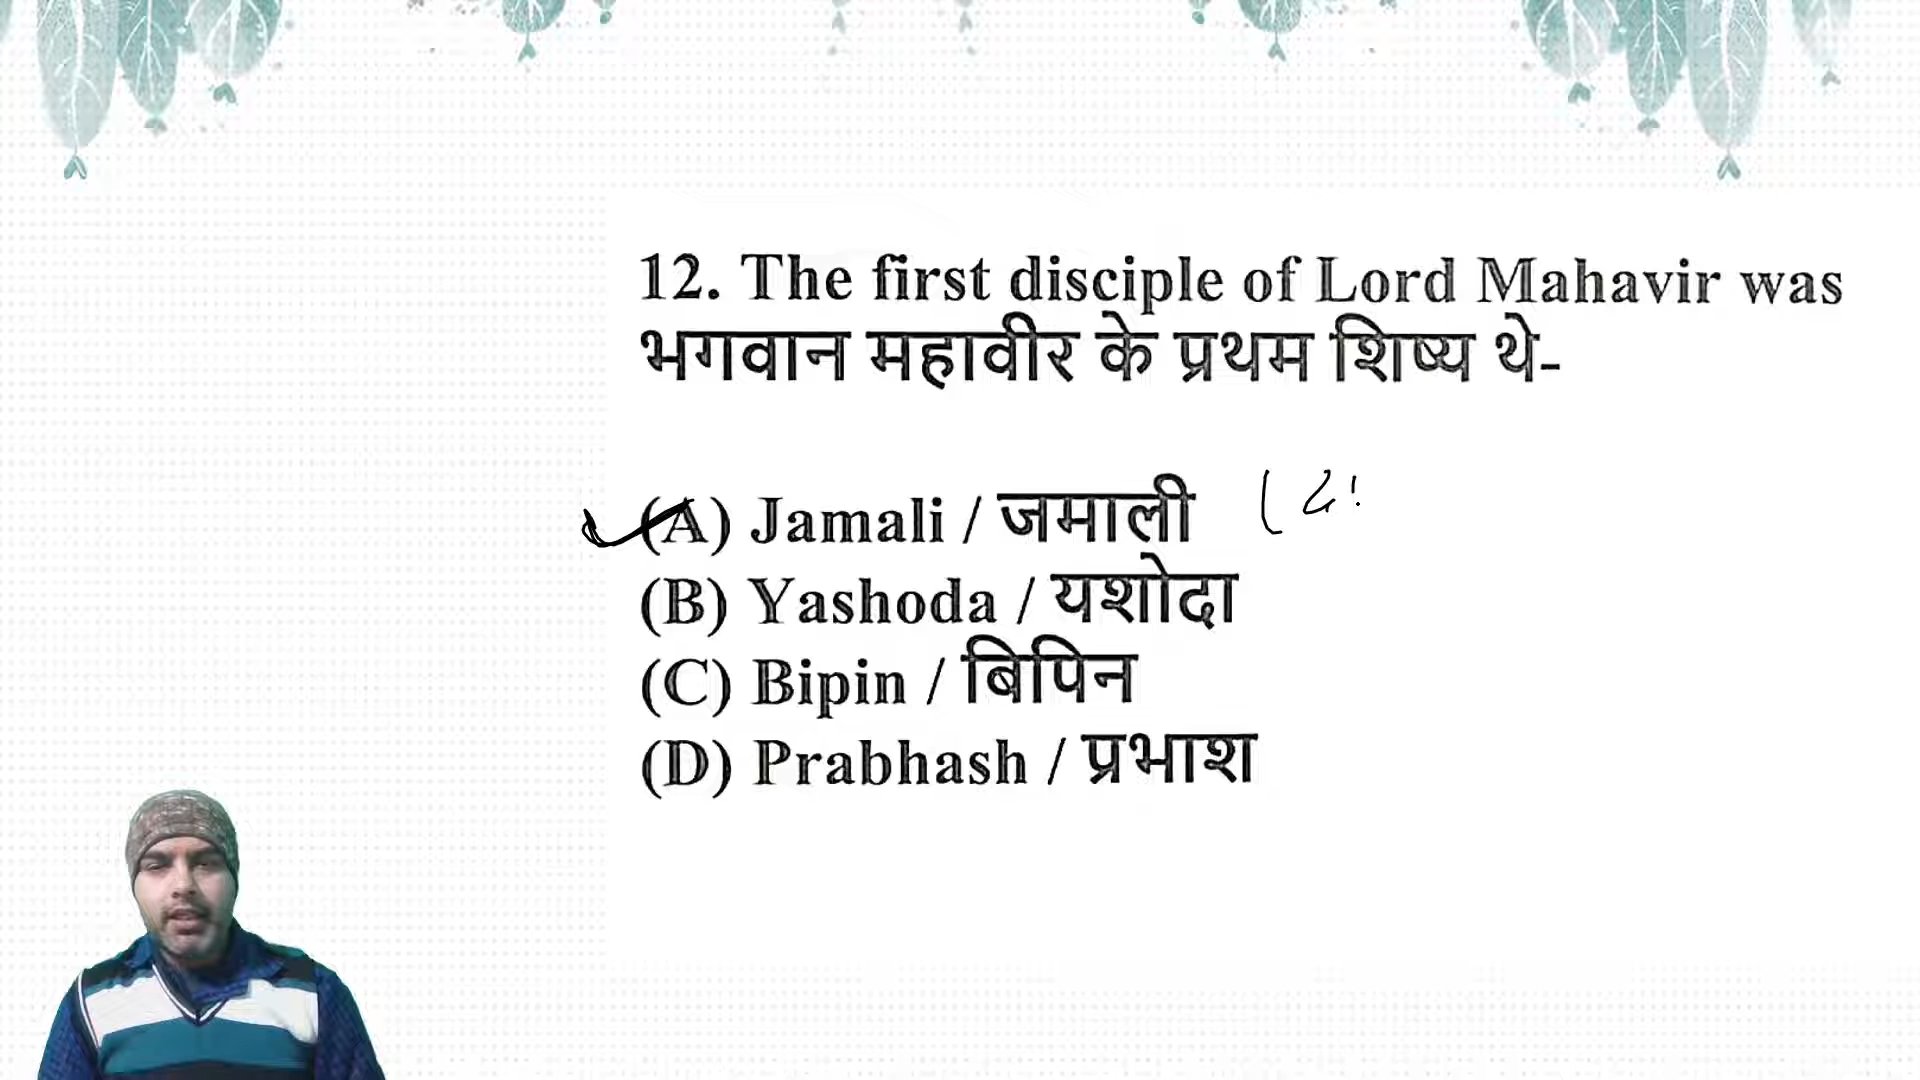 12. The first disciple of Lord Mahavir was
भगवान महावीर के प्रथम शिष्य थे-
(A) Jamali / जमाली
(B) Yashoda / यशोदा
(C) Bipin / बिपिन
(D) Prabhash / प्रभाश